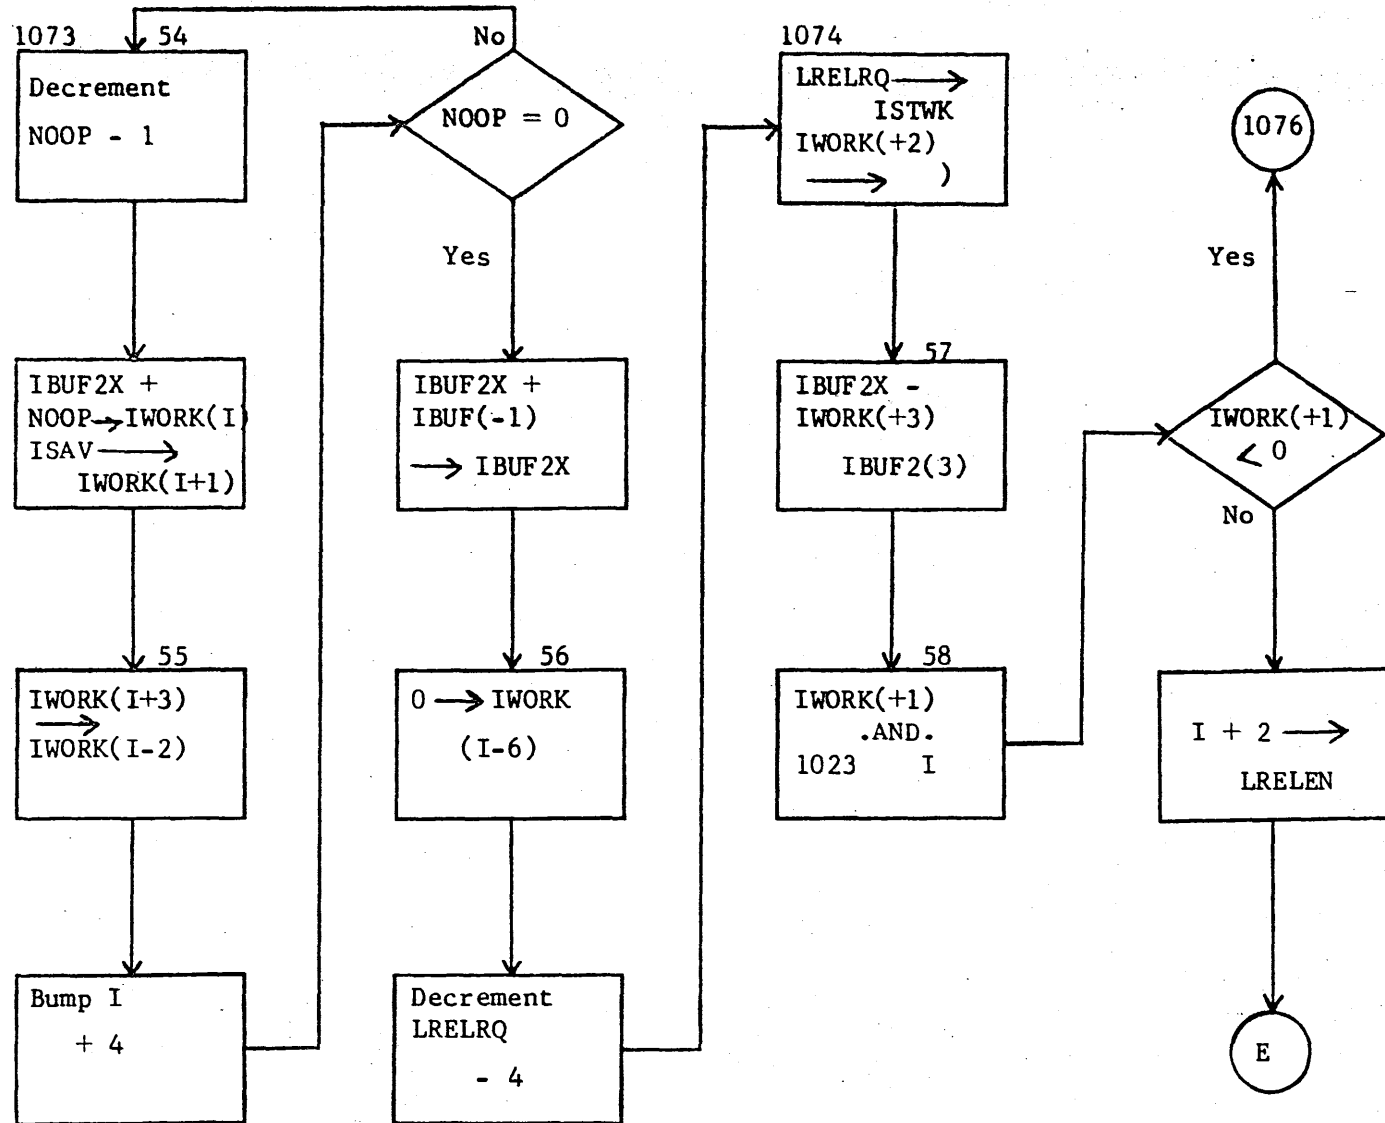 1073 54
Decrement
NOOP - 1
IBUF2X +
NOOP→IWORK(I)
ISAV→
IWORK(I+1)
55
IWORK(I+3)
→
IWORK(I-2)
Bump I
+ 4
No
NOOP = 0
Yes
IBUF2X +
IBUF(-1)
→ IBUF2X
56
0 → IWORK
(I-6)
Decrement
LRELRQ
- 4
1074
LRELRQ→
ISTWK
IWORK(+2)
→ )
57
IBUF2X -
IWORK(+3)
IBUF2(3)
58
IWORK(+1)
.AND.
1023 I
1076
Yes
IWORK(+1)
< 0
No
I + 2 →
LRELEN
E